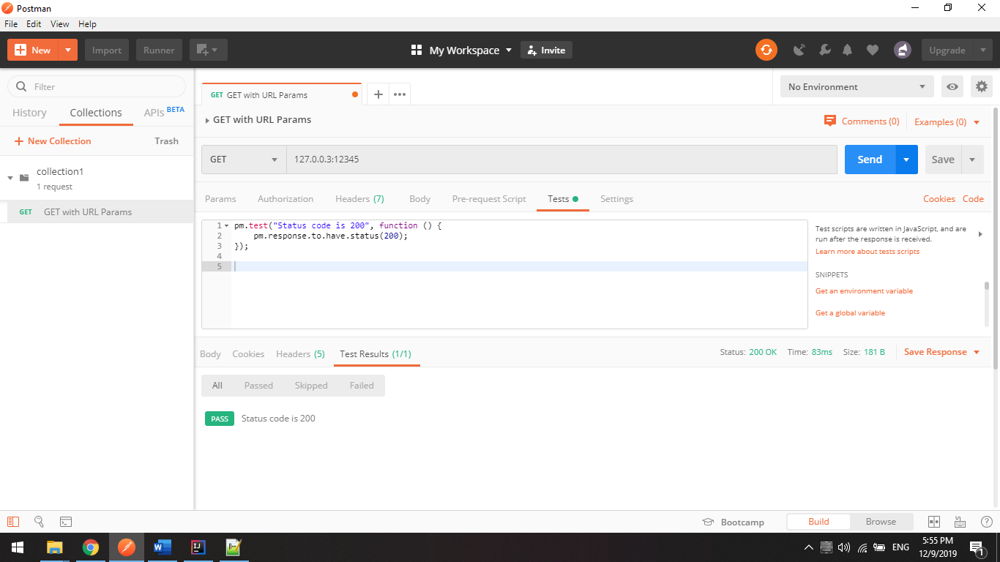 Postman
File Edit View Help
New Import Runner My Workspace Invite Upgrade
Filter
History Collections APIs BETA
New Collection Trash
collection1
1 request
GET GET with URL Params
GET GET with URL Params No Environment
GET with URL Params Comments (0) Examples (0)
GET 127.0.0.3:12345 Send Save
Params Authorization Headers (7) Body Pre-request Script Tests Settings Cookies Code
1 pm.test("Status code is 200", function () {
2 pm.response.to.have.status(200);
3 });
4
5
Test scripts are written in JavaScript, and are
run after the response is received.
Learn more about tests scripts
SNIPPETS
Get an environment variable
Get a global variable
Body Cookies Headers (5) Test Results (1/1) Status: 200 OK Time: 83ms Size: 181 B Save Response
All Passed Skipped Failed
PASS Status code is 200
Bootcamp Build Browse
ENG 5:55 PM
12/9/2019 1